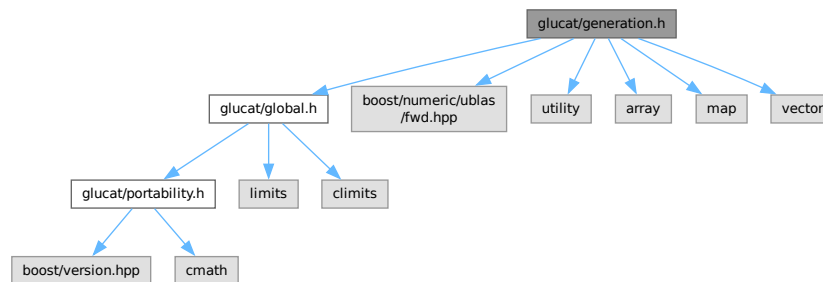 glucat/generation.h
glucat/global.h
boost/numeric/ublas
/fwd.hpp
utility
array
map
vector
glucat/portability.h
limits
climits
boost/version.hpp
cmath